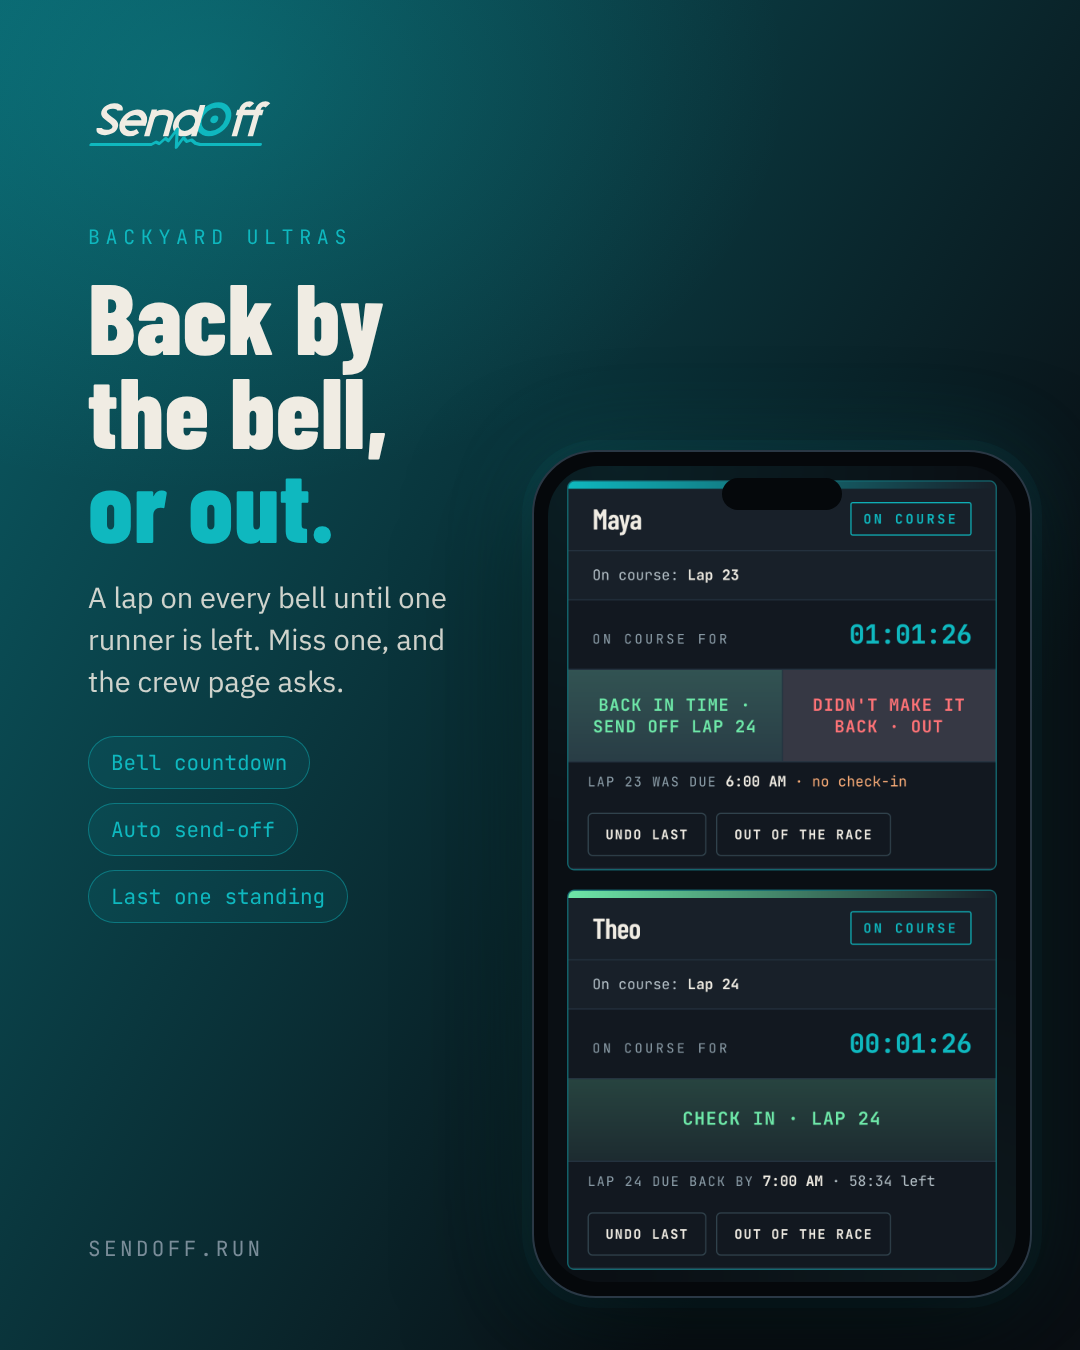 SendOff
BACKYARD ULTRAS
Back by
the bell,
or out.
A lap on every bell until one
runner is left. Miss one, and
the crew page asks.
Bell countdown
Auto send-off
Last one standing
SENDOFF.RUN
Maya
ON COURSE
On course: Lap 23
ON COURSE FOR
01:01:26
BACK IN TIME ·
SEND OFF LAP 24
DIDN'T MAKE IT
BACK · OUT
LAP 23 WAS DUE 6:00 AM · no check-in
UNDO LAST
OUT OF THE RACE
Theo
ON COURSE
On course: Lap 24
ON COURSE FOR
00:01:26
CHECK IN · LAP 24
LAP 24 DUE BACK BY 7:00 AM · 58:34 left
UNDO LAST
OUT OF THE RACE